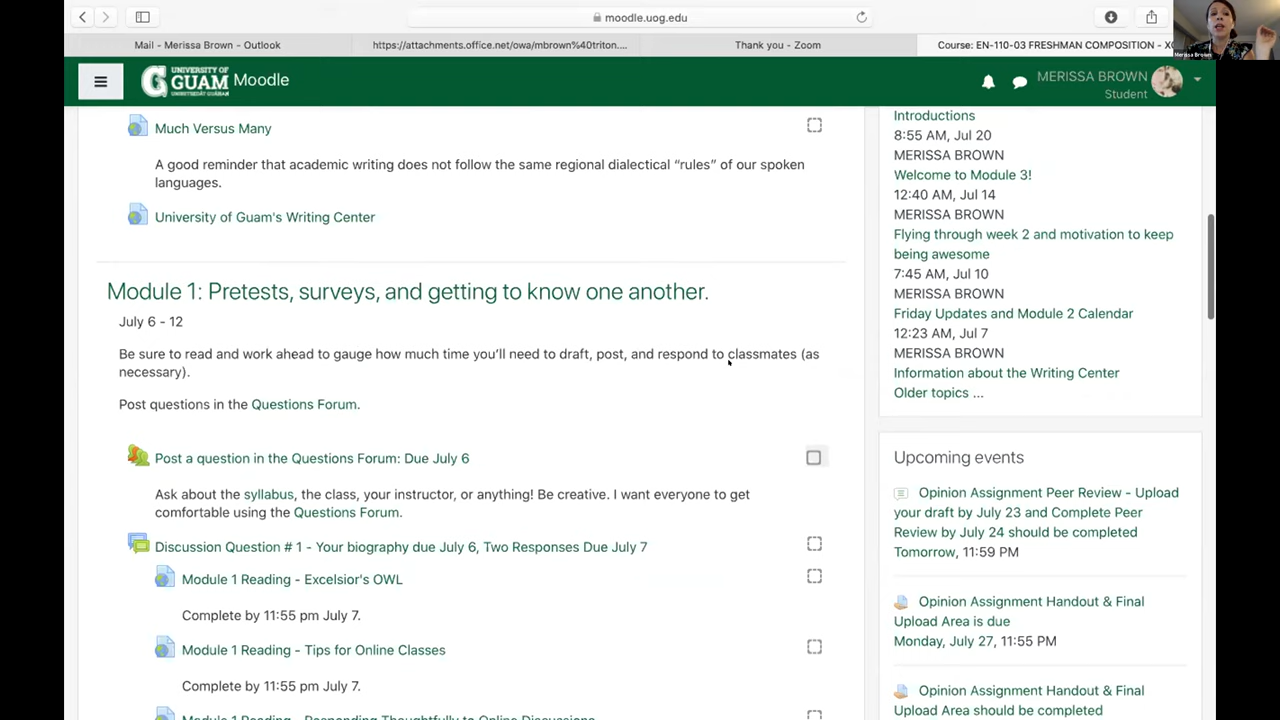 moodle.uog.edu
Mail - Merissa Brown - Outlook
https://attachments.office.net/owa/mbrown%40triton....
Thank you - Zoom
Course: EN-110-03 FRESHMAN COMPOSITION -
Merissa Brown
UNIVERSITY OF
GUAM
UNIBETSEDÅT GUÅHAN
Moodle
MERISSA BROWN
Student
Much Versus Many
A good reminder that academic writing does not follow the same regional dialectical “rules” of our spoken
languages.
University of Guam's Writing Center
Module 1: Pretests, surveys, and getting to know one another.
July 6 - 12
Be sure to read and work ahead to gauge how much time you’ll need to draft, post, and respond to classmates (as
necessary).
Post questions in the Questions Forum.
Post a question in the Questions Forum: Due July 6
Ask about the syllabus, the class, your instructor, or anything! Be creative. I want everyone to get
comfortable using the Questions Forum.
Discussion Question # 1 - Your biography due July 6, Two Responses Due July 7
Module 1 Reading - Excelsior's OWL
Complete by 11:55 pm July 7.
Module 1 Reading - Tips for Online Classes
Complete by 11:55 pm July 7.
Module 1 Reading - Responding Thoughtfully to Online Discussions
Introductions
8:55 AM, Jul 20
MERISSA BROWN
Welcome to Module 3!
12:40 AM, Jul 14
MERISSA BROWN
Flying through week 2 and motivation to keep
being awesome
7:45 AM, Jul 10
MERISSA BROWN
Friday Updates and Module 2 Calendar
12:23 AM, Jul 7
MERISSA BROWN
Information about the Writing Center
Older topics ...
Upcoming events
Opinion Assignment Peer Review - Upload
your draft by July 23 and Complete Peer
Review by July 24 should be completed
Tomorrow, 11:59 PM
Opinion Assignment Handout & Final
Upload Area is due
Monday, July 27, 11:55 PM
Opinion Assignment Handout & Final
Upload Area should be completed